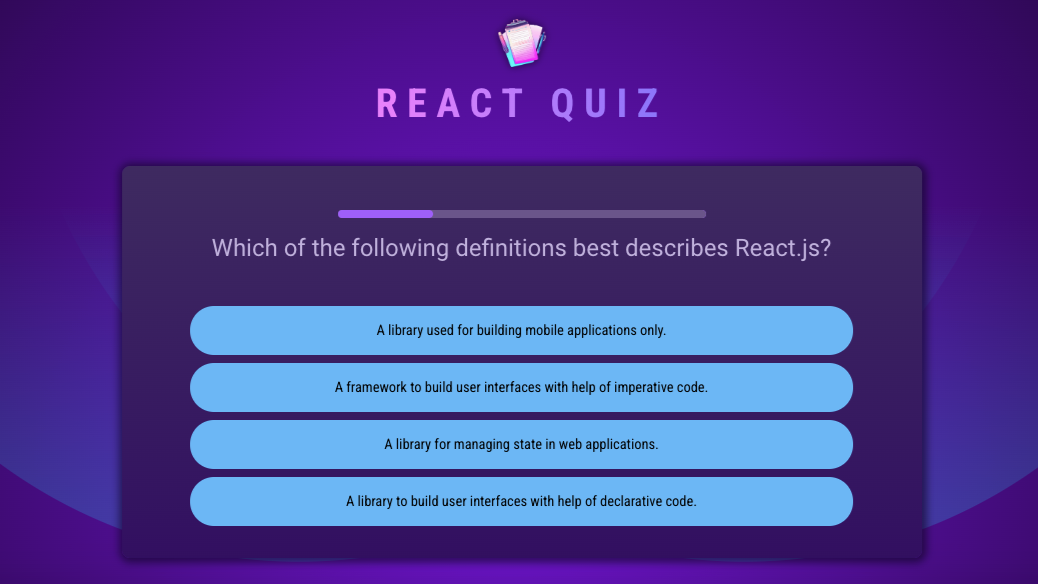 REACT QUIZ
Which of the following definitions best describes React.js?
A library used for building mobile applications only.
A framework to build user interfaces with help of imperative code.
A library for managing state in web applications.
A library to build user interfaces with help of declarative code.